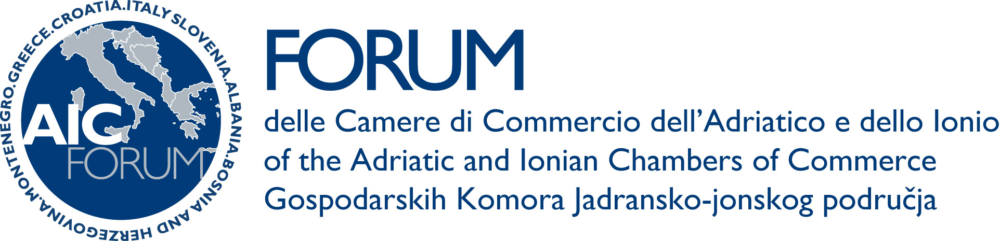 MONTENEGRO.GREECE.CROATIA.ITALY SLOVENIA.ALBANIA.BOSNIA AND HERZEGOVINA.
AIC
FORUM
FORUM
delle Camere di Commercio dell’Adriatico e dello Ionio
of the Adriatic and Ionian Chambers of Commerce
Gospodarskih Komora Jadransko-jonskog područja